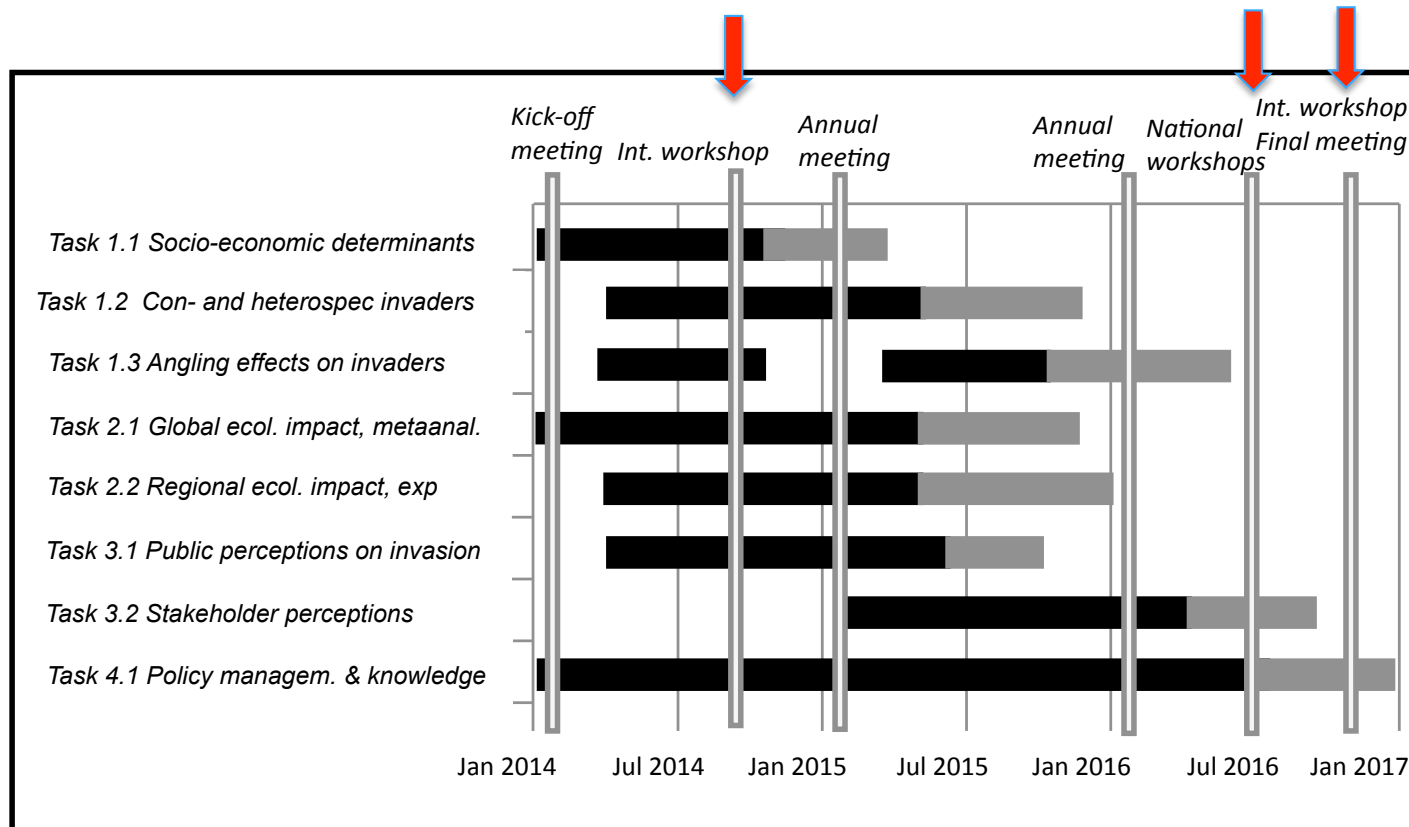 Kick-off
meeting
Int. workshop
Annual
meeting
Annual
meeting
National
workshops
Int. workshop
Final meeting
Task 1.1 Socio-economic determinants
Task 1.2 Con- and heterospec invaders
Task 1.3 Angling effects on invaders
Task 2.1 Global ecol. impact, metaanal.
Task 2.2 Regional ecol. impact, exp
Task 3.1 Public perceptions on invasion
Task 3.2 Stakeholder perceptions
Task 4.1 Policy managem. & knowledge
Jan 2014 Jul 2014 Jan 2015 Jul 2015 Jan 2016 Jul 2016 Jan 2017